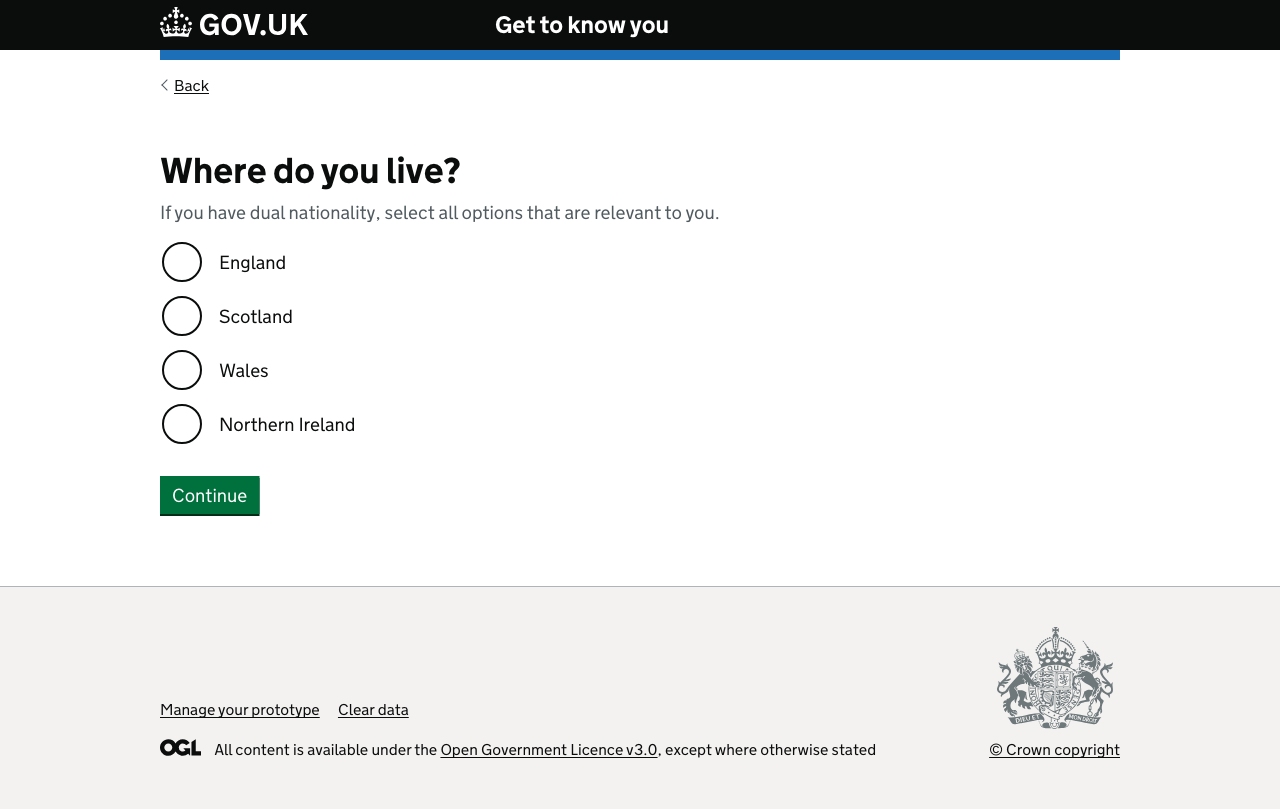 GOV.UK
Get to know you
Back
Where do you live?
If you have dual nationality, select all options that are relevant to you.
England
Scotland
Wales
Northern Ireland
Continue
Manage your prototype
Clear data
OGL
All content is available under the Open Government Licence v3.0, except where otherwise stated
© Crown copyright